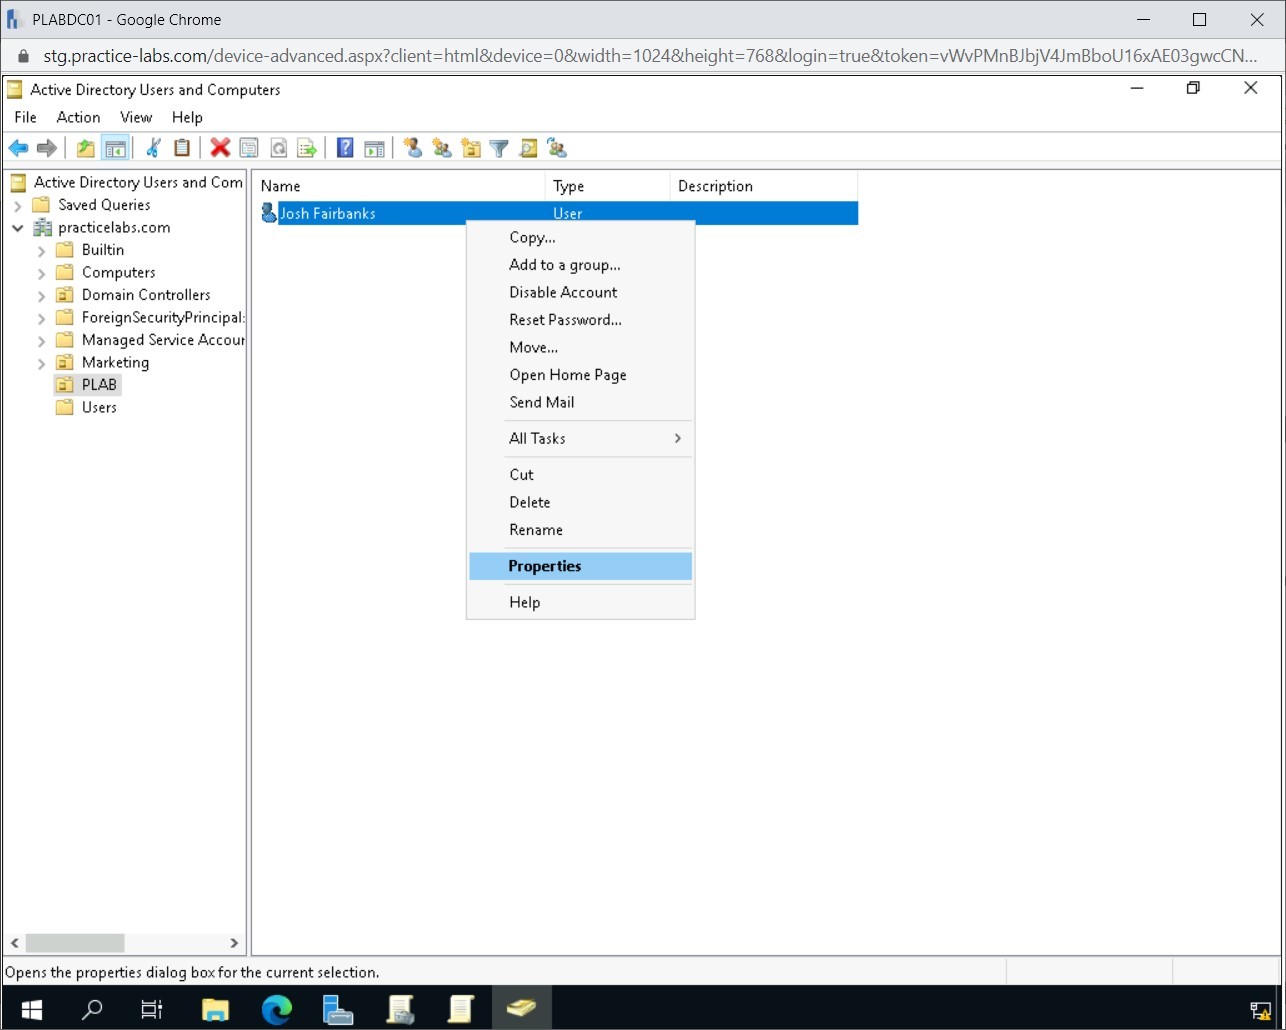 PLABDC01 - Google Chrome
stg.practice-labs.com/device-advanced.aspx?client=html&device=0&width=1024&height=768&login=true&token=vWvPMnBJbjV4JmBboU16xAE03gwcCN...
Active Directory Users and Computers
File Action View Help
Active Directory Users and Com
Saved Queries
practicelabs.com
Builtin
Computers
Domain Controllers
ForeignSecurityPrincipal:
Managed Service Accour
Marketing
PLAB
Users
Name Type Description
Josh Fairbanks User
Copy...
Add to a group...
Disable Account
Reset Password...
Move...
Open Home Page
Send Mail
All Tasks
Cut
Delete
Rename
Properties
Help
Opens the properties dialog box for the current selection.